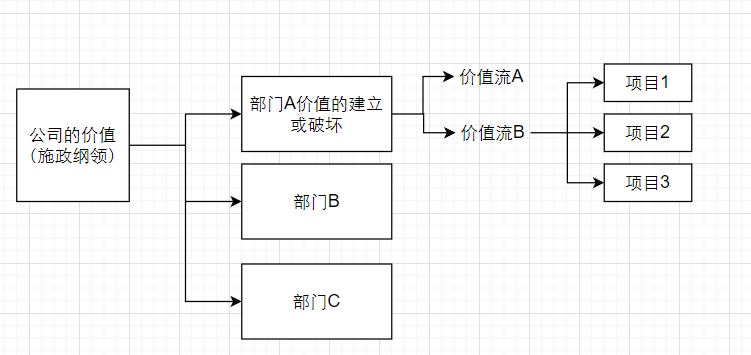 公司的价值
（施政纲领）
部门A价值的建立
或破坏
部门B
部门C
价值流A
价值流B
项目1
项目2
项目3